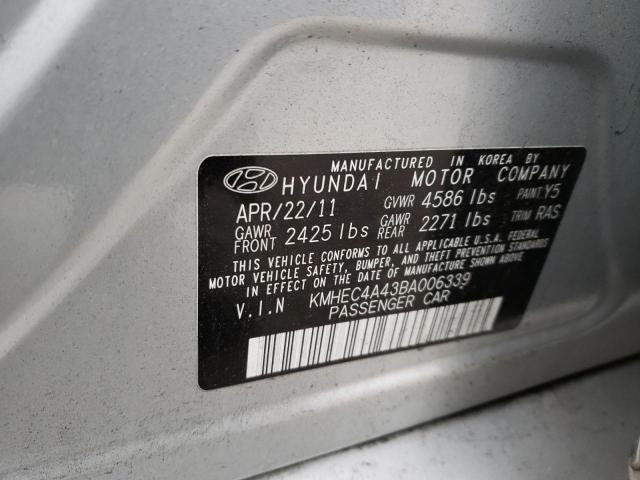 MANUFACTURED IN KOREA BY
HYUNDAI MOTOR COMPANY
APR/22/11 GVWR 4586 lbs PAINT: Y5
GAWR FRONT 2425 lbs GAWR REAR 2271 lbs TRIM RAS
THIS VEHICLE CONFORMS TO ALL APPLICABLE U.S.A. FEDERAL
MOTOR VEHICLE SAFETY, BUMPER, AND THEFT PREVENTION STANDARDS
IN EFFECT ON THE DATE OF MANUFACTURE SHOWN ABOVE.
V.I.N KMHEC4A43BA006339
PASSENGER CAR